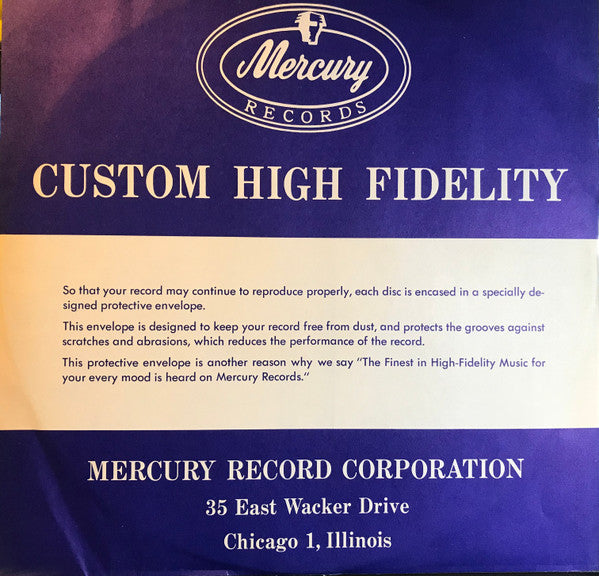 Mercury
RECORDS
CUSTOM HIGH FIDELITY
So that your record may continue to reproduce properly, each disc is encased in a specially de-
signed protective envelope.
This envelope is designed to keep your record free from dust, and protects the grooves against
scratches and abrasions, which reduces the performance of the record.
This protective envelope is another reason why we say "The Finest in High-Fidelity Music for
your every mood is heard on Mercury Records."
MERCURY RECORD CORPORATION
35 East Wacker Drive
Chicago 1, Illinois